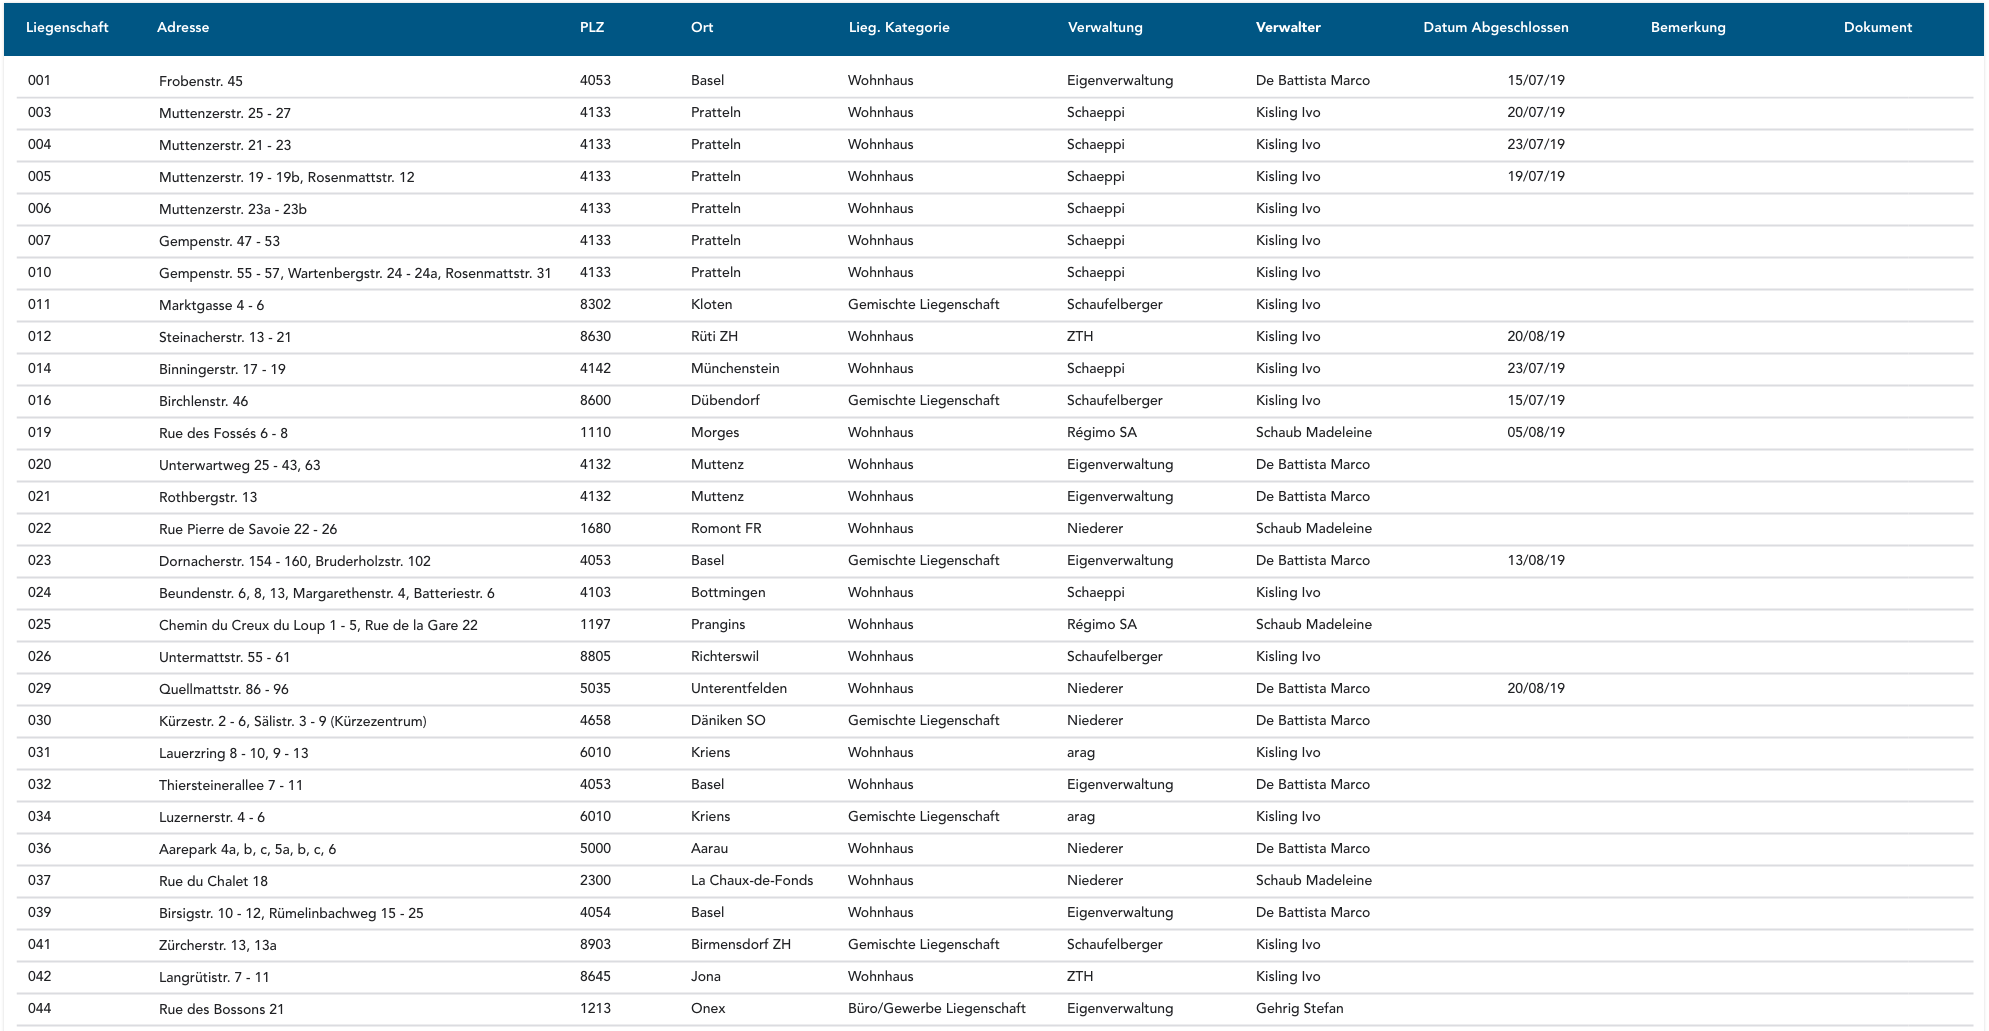 Liegenschaft Adresse PLZ Ort Lieg. Kategorie Verwaltung Verwalter Datum Abgeschlossen Bemerkung Dokument
001 Frobenstr. 45 4053 Basel Wohnhaus Eigenverwaltung De Battista Marco 15/07/19
003 Muttenzerstr. 25 - 27 4133 Pratteln Wohnhaus Schaeppi Kisling Ivo 20/07/19
004 Muttenzerstr. 21 - 23 4133 Pratteln Wohnhaus Schaeppi Kisling Ivo 23/07/19
005 Muttenzerstr. 19 - 19b, Rosenmattstr. 12 4133 Pratteln Wohnhaus Schaeppi Kisling Ivo 19/07/19
006 Muttenzerstr. 23a - 23b 4133 Pratteln Wohnhaus Schaeppi Kisling Ivo
007 Gempenstr. 47 - 53 4133 Pratteln Wohnhaus Schaeppi Kisling Ivo
010 Gempenstr. 55 - 57, Wartenbergstr. 24 - 24a, Rosenmattstr. 31 4133 Pratteln Wohnhaus Schaeppi Kisling Ivo
011 Marktgasse 4 - 6 8302 Kloten Gemischte Liegenschaft Schaufelberger Kisling Ivo
012 Steinacherstr. 13 - 21 8630 Rüti ZH Wohnhaus ZTH Kisling Ivo 20/08/19
014 Binningerstr. 17 - 19 4142 Münchenstein Wohnhaus Schaeppi Kisling Ivo 23/07/19
016 Birchlenstr. 46 8600 Dübendorf Gemischte Liegenschaft Schaufelberger Kisling Ivo 15/07/19
019 Rue des Fossés 6 - 8 1110 Morges Wohnhaus Régimo SA Schaub Madeleine 05/08/19
020 Unterwartweg 25 - 43, 63 4132 Muttenz Wohnhaus Eigenverwaltung De Battista Marco
021 Rothbergstr. 13 4132 Muttenz Wohnhaus Eigenverwaltung De Battista Marco
022 Rue Pierre de Savoie 22 - 26 1680 Romont FR Wohnhaus Niederer Schaub Madeleine
023 Dornacherstr. 154 - 160, Bruderholzstr. 102 4053 Basel Gemischte Liegenschaft Eigenverwaltung De Battista Marco 13/08/19
024 Beundenstr. 6, 8, 13, Margarethenstr. 4, Batteriestr. 6 4103 Bottmingen Wohnhaus Schaeppi Kisling Ivo
025 Chemin du Creux du Loup 1 - 5, Rue de la Gare 22 1197 Prangins Wohnhaus Régimo SA Schaub Madeleine
026 Untermattstr. 55 - 61 8805 Richterswil Wohnhaus Schaufelberger Kisling Ivo
029 Quellmattstr. 86 - 96 5035 Unterentfelden Wohnhaus Niederer De Battista Marco 20/08/19
030 Kürzestr. 2 - 6, Sälistr. 3 - 9 (Kürzezentrum) 4658 Däniken SO Gemischte Liegenschaft Niederer De Battista Marco
031 Lauerzring 8 - 10, 9 - 13 6010 Kriens Wohnhaus arag Kisling Ivo
032 Thiersteinerallee 7 - 11 4053 Basel Wohnhaus Eigenverwaltung De Battista Marco
034 Luzernerstr. 4 - 6 6010 Kriens Gemischte Liegenschaft arag Kisling Ivo
036 Aarepark 4a, b, c, 5a, b, c, 6 5000 Aarau Wohnhaus Niederer De Battista Marco
037 Rue du Chalet 18 2300 La Chaux-de-Fonds Wohnhaus Niederer Schaub Madeleine
039 Birsigstr. 10 - 12, Rümelinbachweg 15 - 25 4054 Basel Wohnhaus Eigenverwaltung De Battista Marco
041 Zürcherstr. 13, 13a 8903 Birmensdorf ZH Gemischte Liegenschaft Schaufelberger Kisling Ivo
042 Langrütistr. 7 - 11 8645 Jona Wohnhaus ZTH Kisling Ivo
044 Rue des Bossons 21 1213 Onex Büro/Gewerbe Liegenschaft Eigenverwaltung Gehrig Stefan